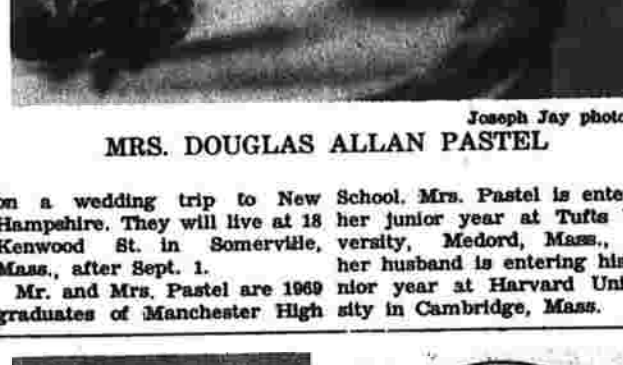 Joseph Jay photo
MRS. DOUGLAS ALLAN PASTEL
on a wedding trip to New
Hampshire. They will live at 18
Kenwood St. in Somerville,
Mass., after Sept. 1.
Mr. and Mrs. Pastel are 1969
graduates of Manchester High
School. Mrs. Pastel is ente
her junior year at Tufts
versity, Medord, Mass.,
her husband is entering his
nior year at Harvard Uni
sity in Cambridge, Mass.